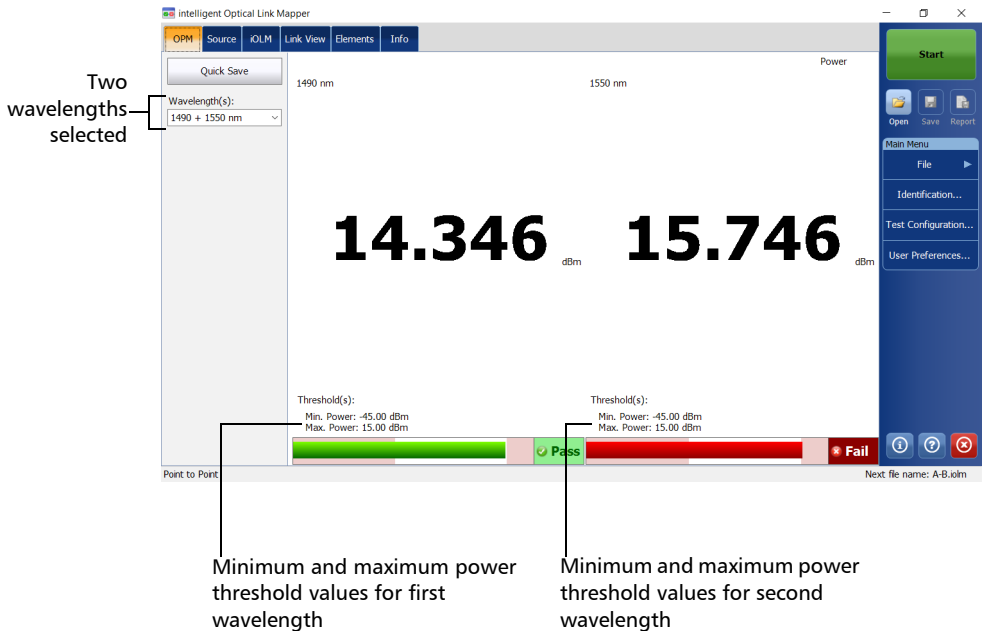 intelligent Optical Link Mapper
OPM Source iOLM Link View Elements Info
Start
Quick Save
Power
1490 nm
1550 nm
Two
wavelengths
selected
Wavelength(s):
1490 + 1550 nm
Open Save Report
Main Menu
File
Identification...
Test Configuration...
User Preferences...
14.346 dBm
15.746 dBm
Threshold(s):
Min. Power: -45.00 dBm
Max. Power: 15.00 dBm
Threshold(s):
Min. Power: -45.00 dBm
Max. Power: 15.00 dBm
Pass
Fail
Point to Point
Next file name: A-B.iolm
Minimum and maximum power
threshold values for first
wavelength
Minimum and maximum power
threshold values for second
wavelength